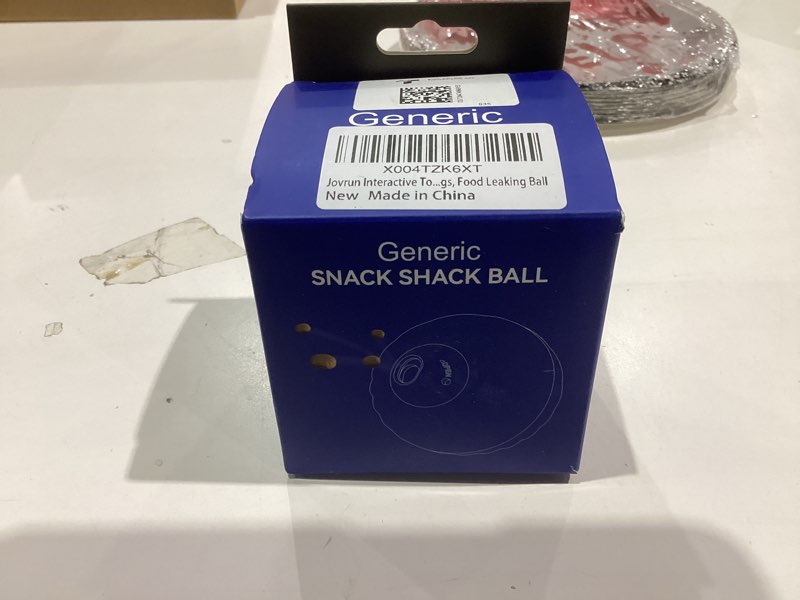 Generic
X004TZK6XT
Jovrun Interactive To...gs, Food Leaking Ball
New Made in China
Generic
SNACK SHACK BALL